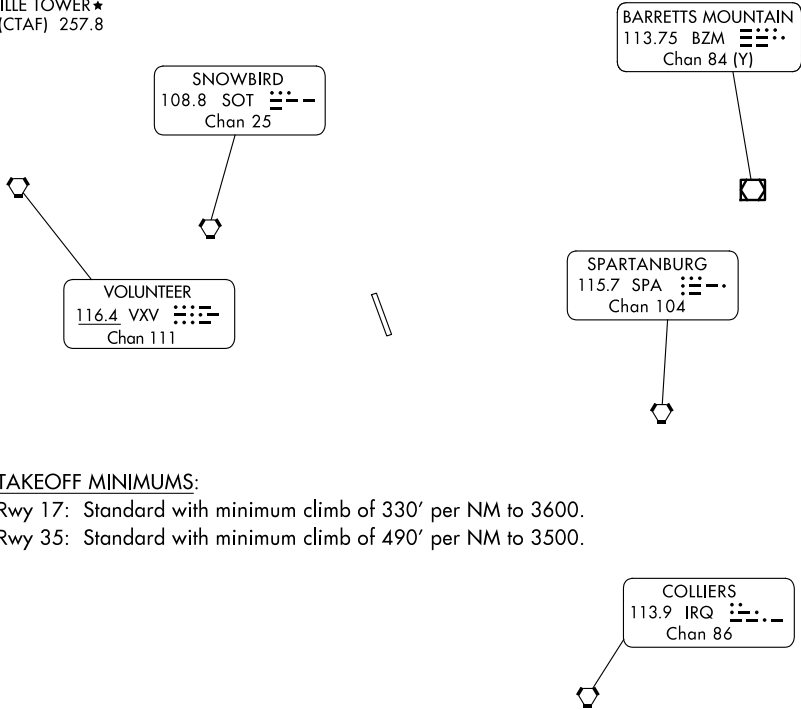 ILLE TOWER★
(CTAF) 257.8
BARRETTS MOUNTAIN
113.75 BZM
Chan 84 (Y)
SNOWBIRD
108.8 SOT
Chan 25
SPARTANBURG
115.7 SPA
Chan 104
VOLUNTEER
116.4 VXV
Chan 111
TAKEOFF MINIMUMS:
Rwy 17: Standard with minimum climb of 330' per NM to 3600.
Rwy 35: Standard with minimum climb of 490' per NM to 3500.
COLLIERS
113.9 IRQ
Chan 86